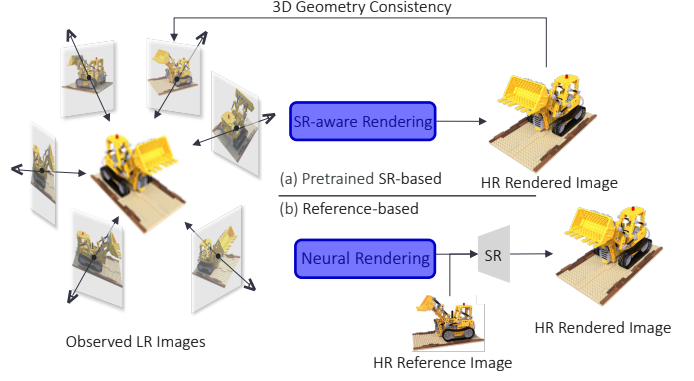 3D Geometry Consistency
SR-aware Rendering
HR Rendered Image
(a) Pretrained SR-based
(b) Reference-based
Neural Rendering
SR
HR Rendered Image
HR Reference Image
Observed LR Images